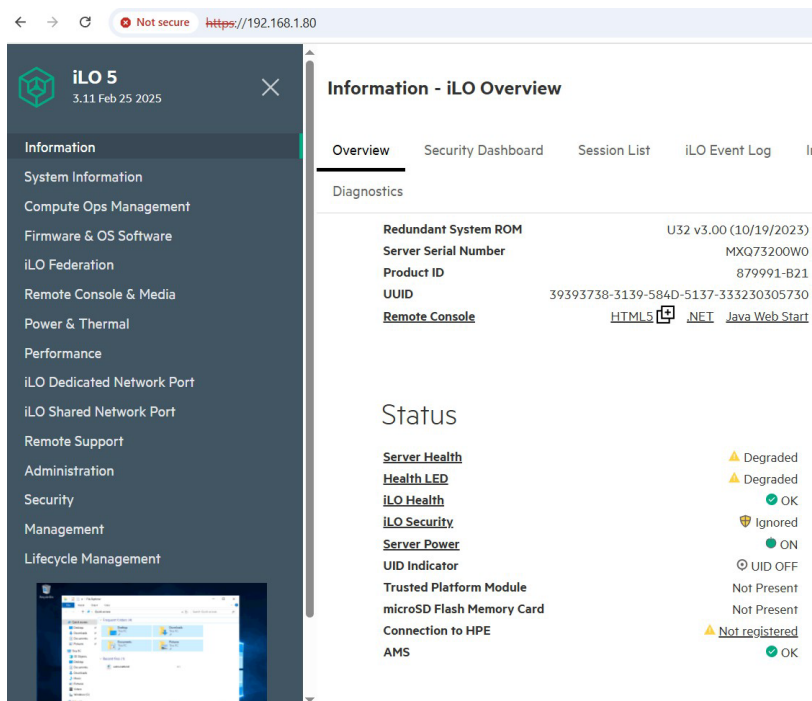 Not secure https://192.168.1.80
iLO 5
3.11 Feb 25 2025
Information
System Information
Compute Ops Management
Firmware & OS Software
iLO Federation
Remote Console & Media
Power & Thermal
Performance
iLO Dedicated Network Port
iLO Shared Network Port
Remote Support
Administration
Security
Management
Lifecycle Management
Information - iLO Overview
Overview Security Dashboard Session List iLO Event Log
Diagnostics
Redundant System ROM U32 v3.00 (10/19/2023)
Server Serial Number MXQ73200W0
Product ID 879991-B21
UUID 39393738-3139-584D-5137-333230305730
Remote Console HTML5 .NET Java Web Start
Status
Server Health Degraded
Health LED Degraded
iLO Health OK
iLO Security Ignored
Server Power ON
UID Indicator UID OFF
Trusted Platform Module Not Present
microSD Flash Memory Card Not Present
Connection to HPE Not registered
AMS OK